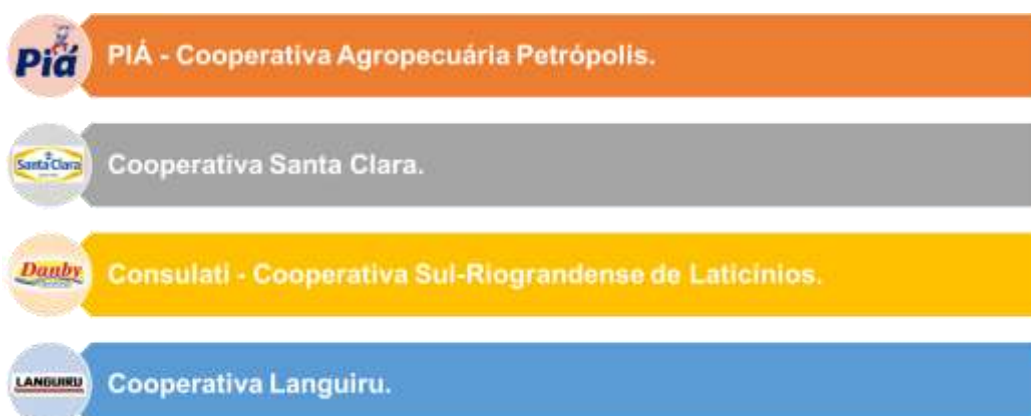 Piá
PIÁ - Cooperativa Agropecuária Petrópolis.
Santa Clara
Cooperativa Santa Clara.
Danby
Consulati - Cooperativa Sul-Riograndense de Laticínios.
LANGUIRU
Cooperativa Languiru.